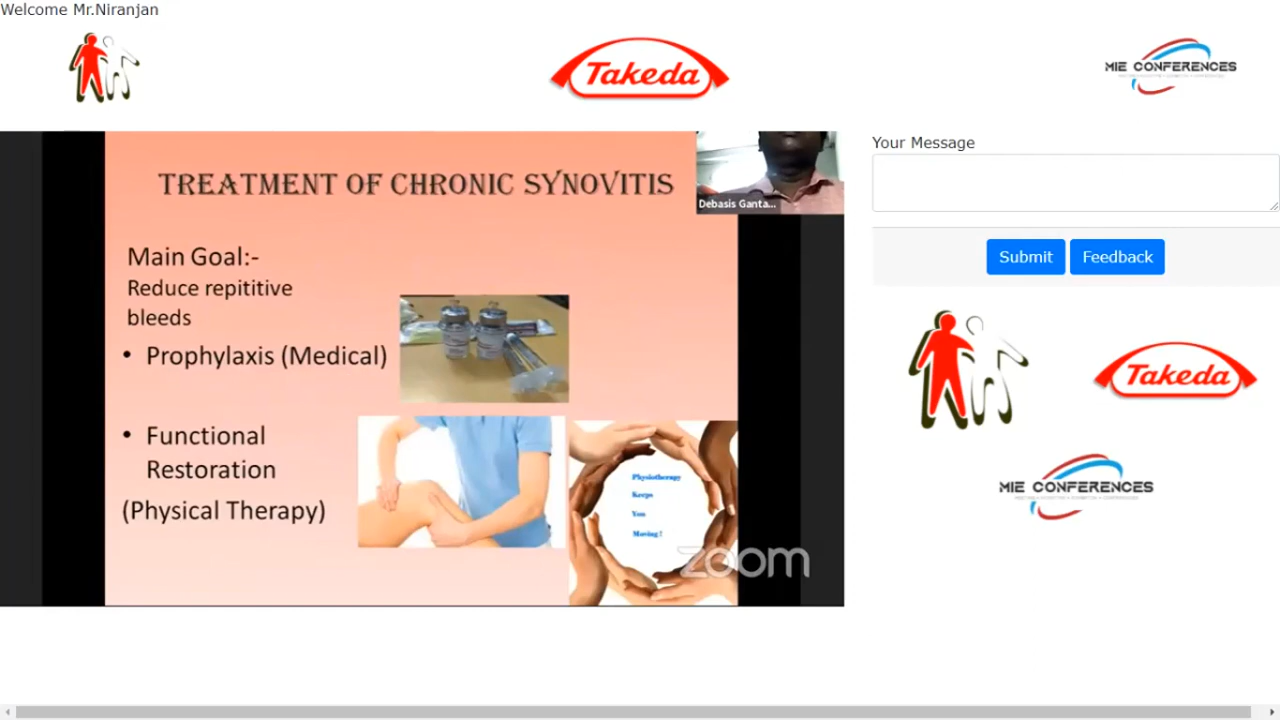 Welcome Mr.Niranjan
Takeda
MIE CONFERENCES
TREATMENT OF CHRONIC SYNOVITIS
Debasis Ganta...
Main Goal:-
Reduce repititive
bleeds
• Prophylaxis (Medical)
• Functional
Restoration
(Physical Therapy)
Physiotherapy
Keeps
You
Moving !
zoom
Your Message
Submit
Feedback
Takeda
MIE CONFERENCES